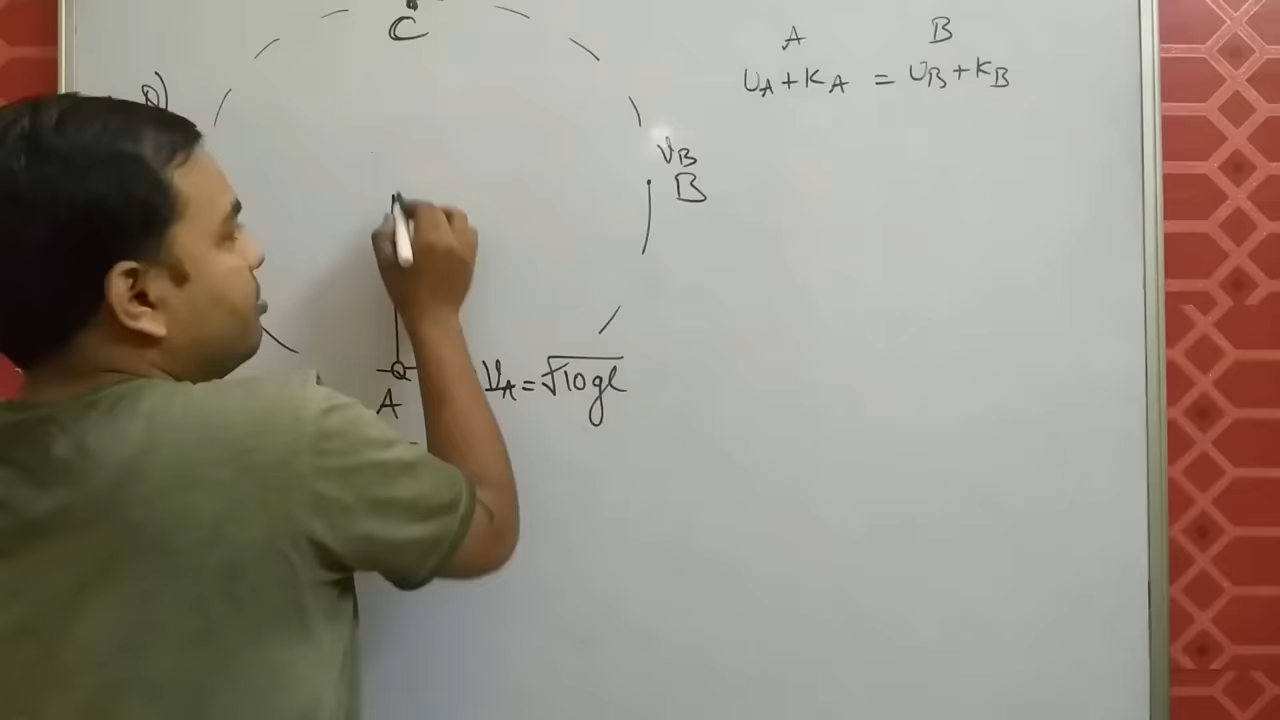 C
A B
U_A + K_A = U_B + K_B
Q)
V_B
B
V_A = √10gl
A